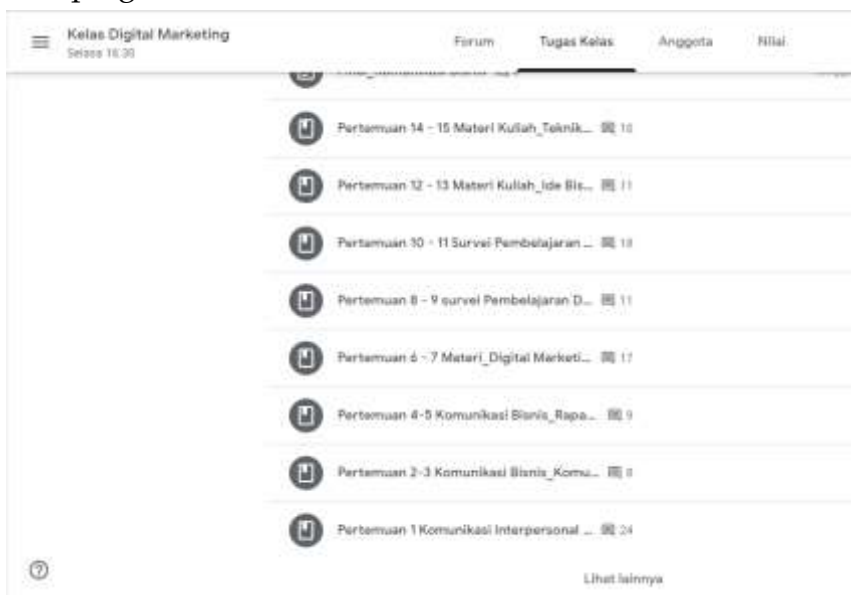 Kelas Digital Marketing
Forum
Tugas Kelas
Anggota
Nilai
Selasa
Pertemuan 14 - 15 Materi Kuliah_Teknik... 10
Pertemuan 12 - 13 Materi Kuliah_Ide Bis... 11
Pertemuan 10 - 11 Survei Pembelajaran ...
Pertemuan 8 - 9 survei Pembelajaran D... 11
Pertemuan 6 - 7 Materi_Digital Marketi... 17
Pertemuan 4-5 Komunikasi Bisnis_Rapa... 9
Pertemuan 2-3 Komunikasi Bisnis_Komu... 8
Pertemuan 1 Komunikasi Interpersonal ... 24
Lihat lainnya